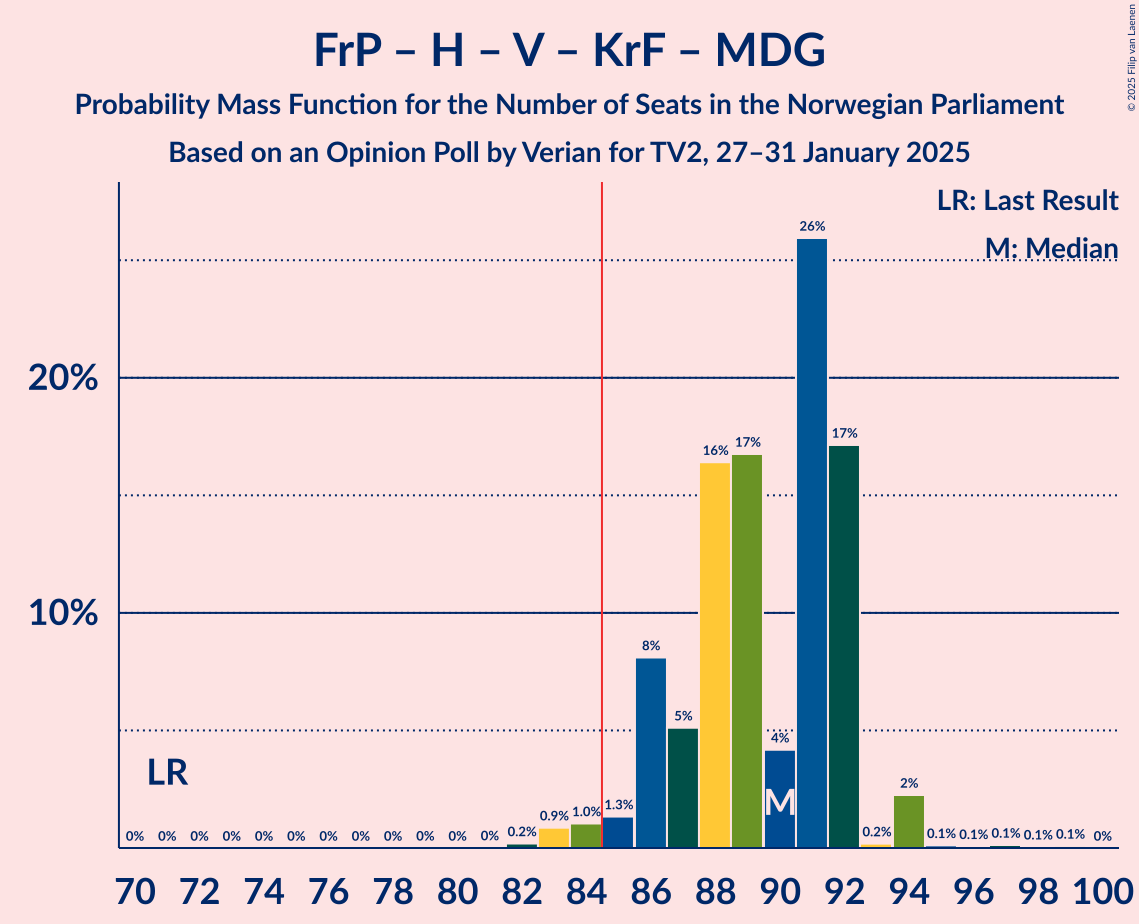 FrP – H – V – KrF – MDG
Probability Mass Function for the Number of Seats in the Norwegian Parliament
Based on an Opinion Poll by Verian for TV2, 27–31 January 2025
© 2025 Filip van Laenen
LR: Last Result
M: Median
26%
20%
17%
16% 17%
10%
8%
5%
4%
LR
M
2%
0% 0% 0% 0% 0% 0% 0% 0% 0% 0% 0% 0% 0.2% 0.9% 1.0% 1.3% 0.2% 0.1% 0.1% 0.1% 0.1% 0.1% 0%
70 72 74 76 78 80 82 84 86 88 90 92 94 96 98 100